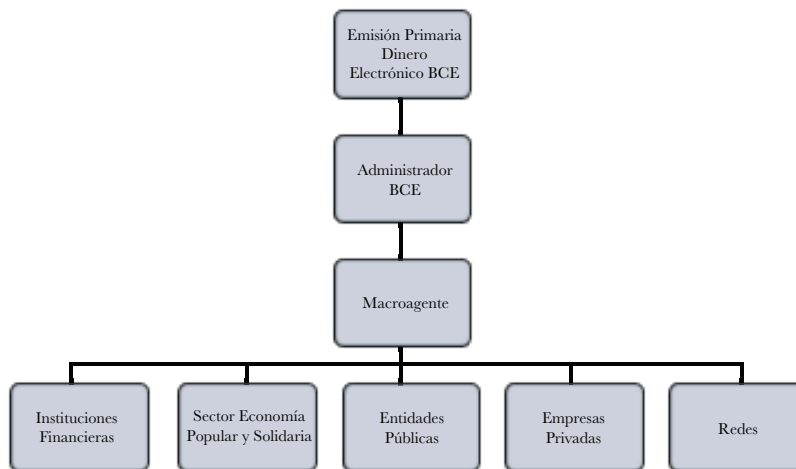 Emisión Primaria
Dinero
Electrónico BCE
Administrador
BCE
Macroagente
Instituciones
Financieras
Sector Economía
Popular y Solidaria
Entidades
Públicas
Empresas
Privadas
Redes